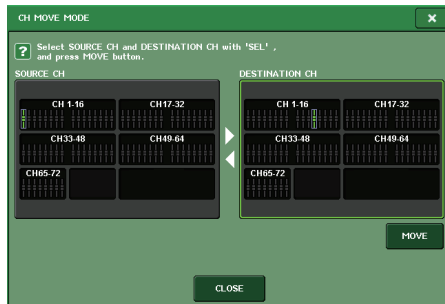 CH MOVE MODE
Select SOURCE CH and DESTINATION CH with 'SEL' ,
and press MOVE button.
SOURCE CH
DESTINATION CH
CH 1-16
CH17-32
CH33-48
CH49-64
CH65-72
CH 1-16
CH17-32
CH33-48
CH49-64
CH65-72
MOVE
CLOSE